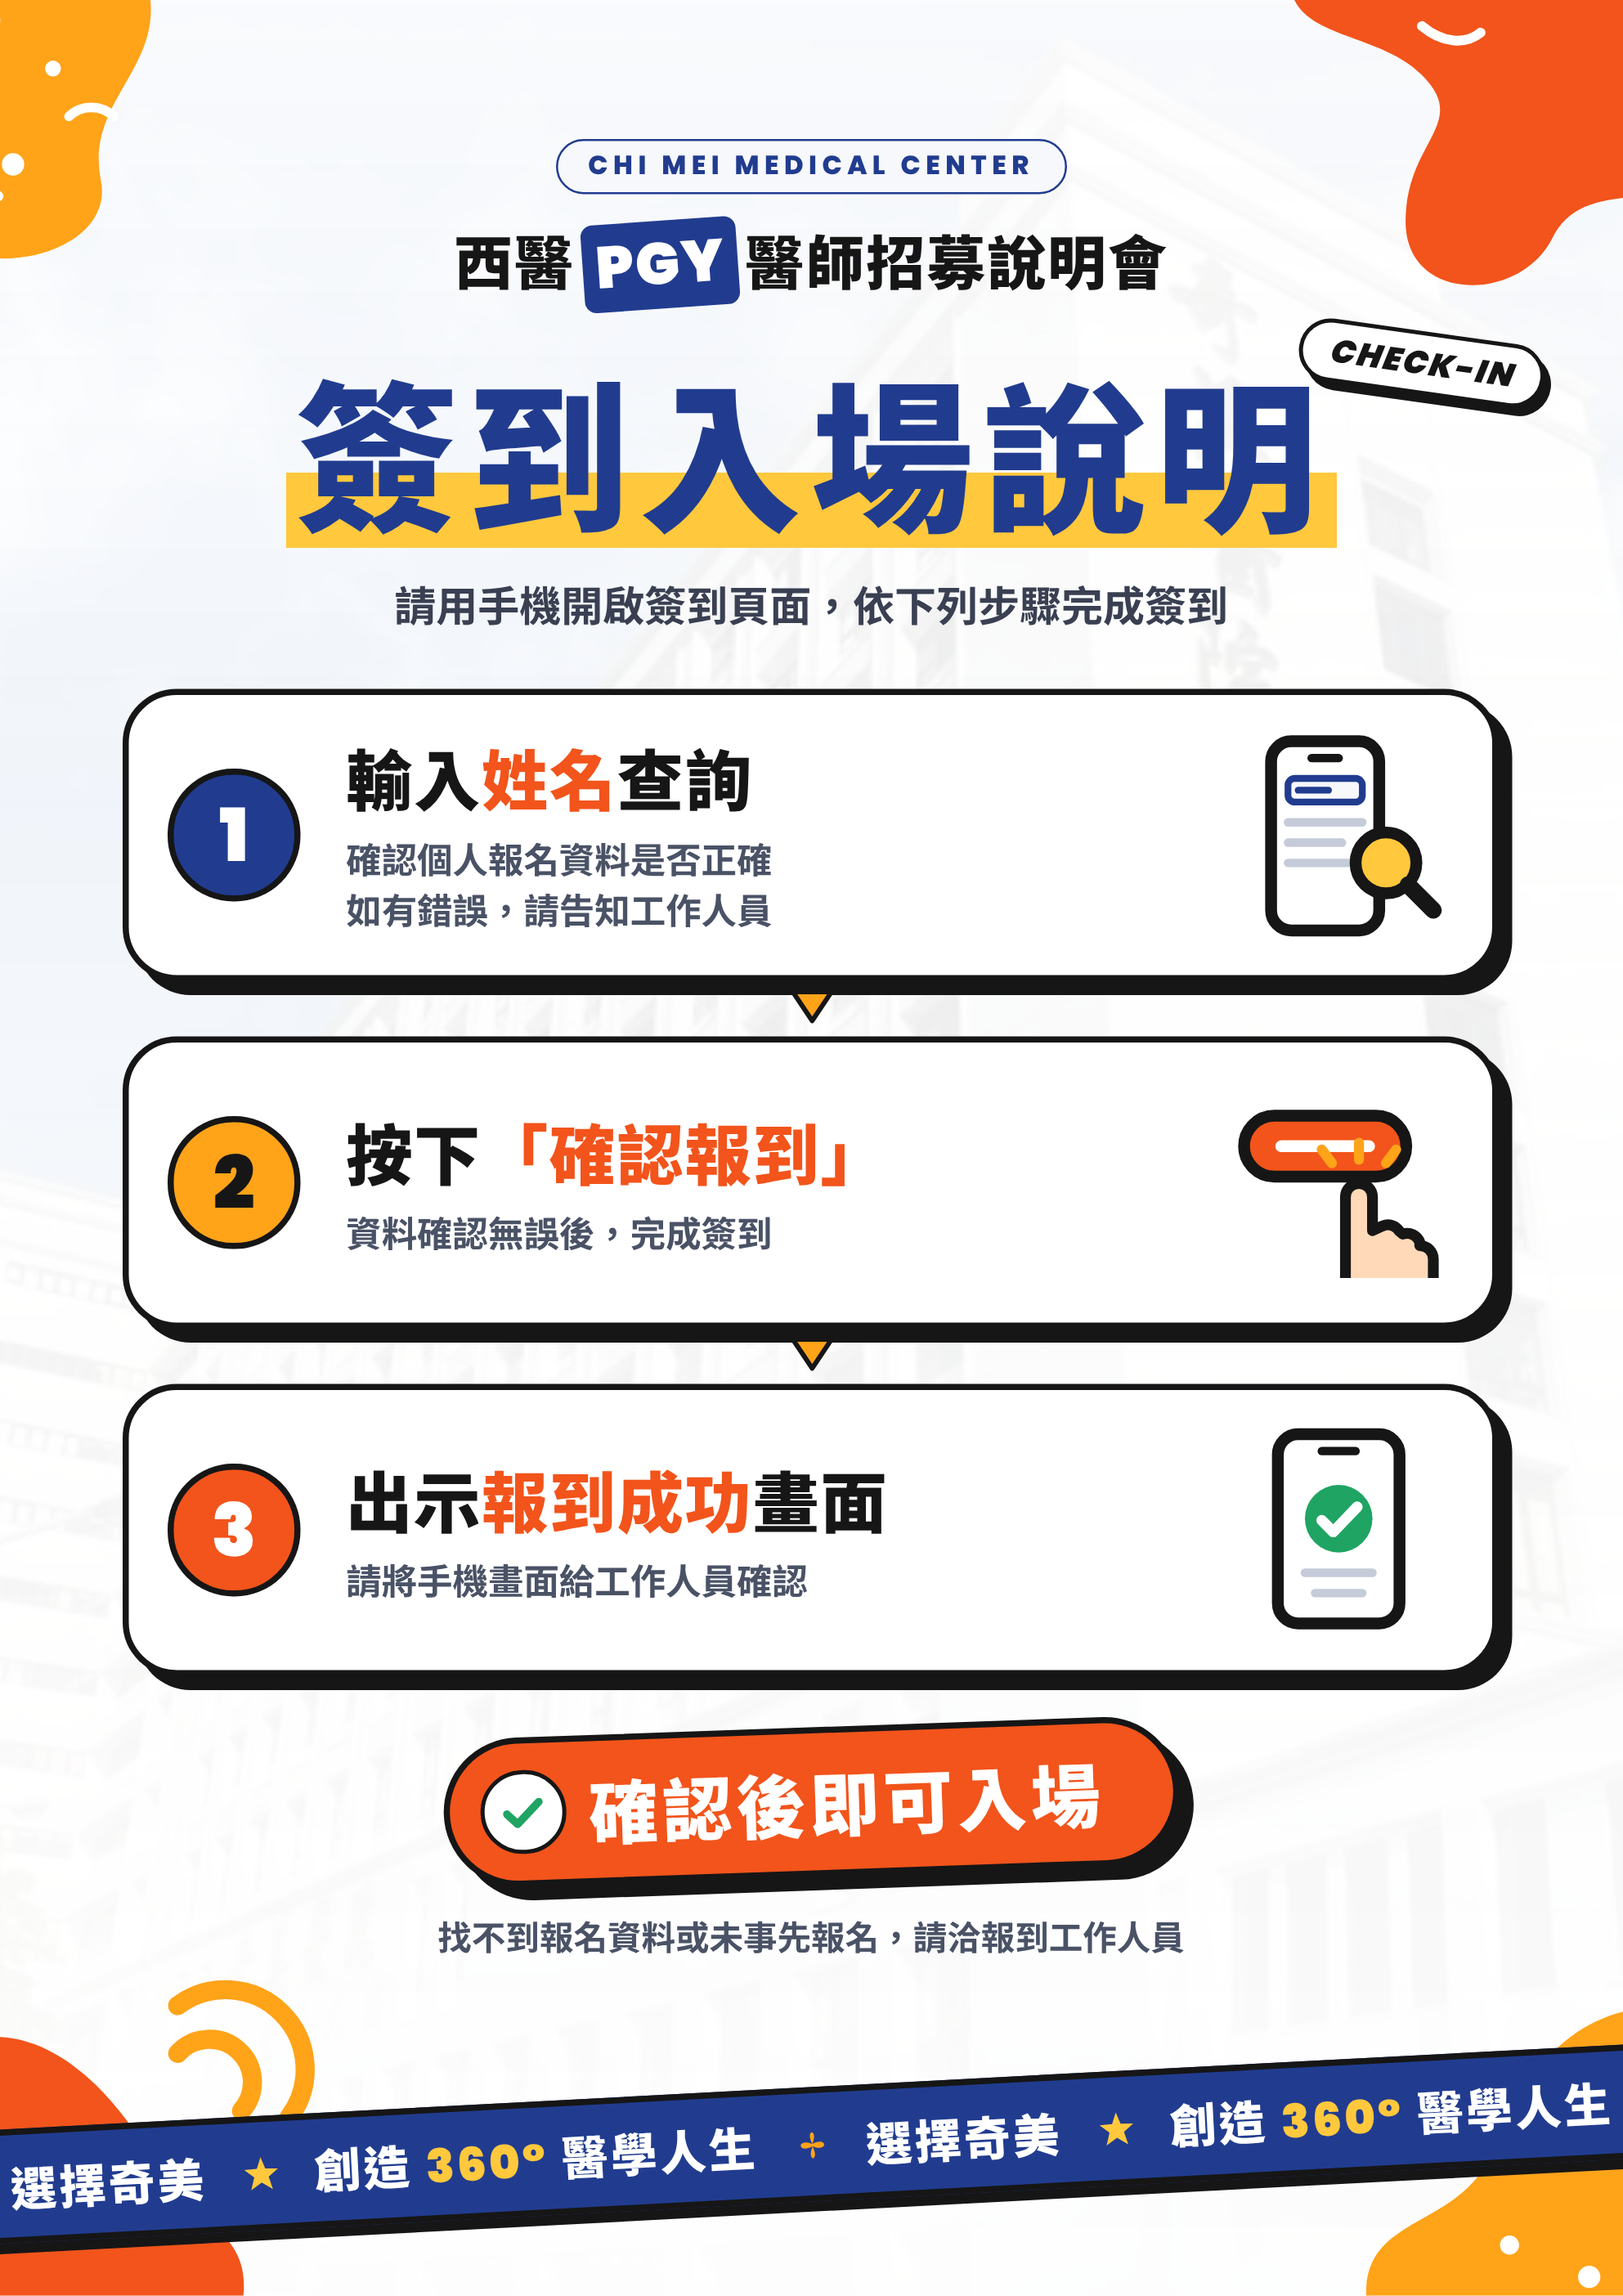 CHI MEI MEDICAL CENTER
西醫PGY醫師招募說明會
CHECK-IN
簽到入場說明
請用手機開啟簽到頁面，依下列步驟完成簽到
1
輸入姓名查詢
確認個人報名資料是否正確
如有錯誤，請告知工作人員
2
按下「確認報到」
資料確認無誤後，完成簽到
3
出示報到成功畫面
請將手機畫面給工作人員確認
確認後即可入場
找不到報名資料或未事先報名，請洽報到工作人員
選擇奇美 ★ 創造 360° 醫學人生 選擇奇美 ★ 創造 360° 醫學人生